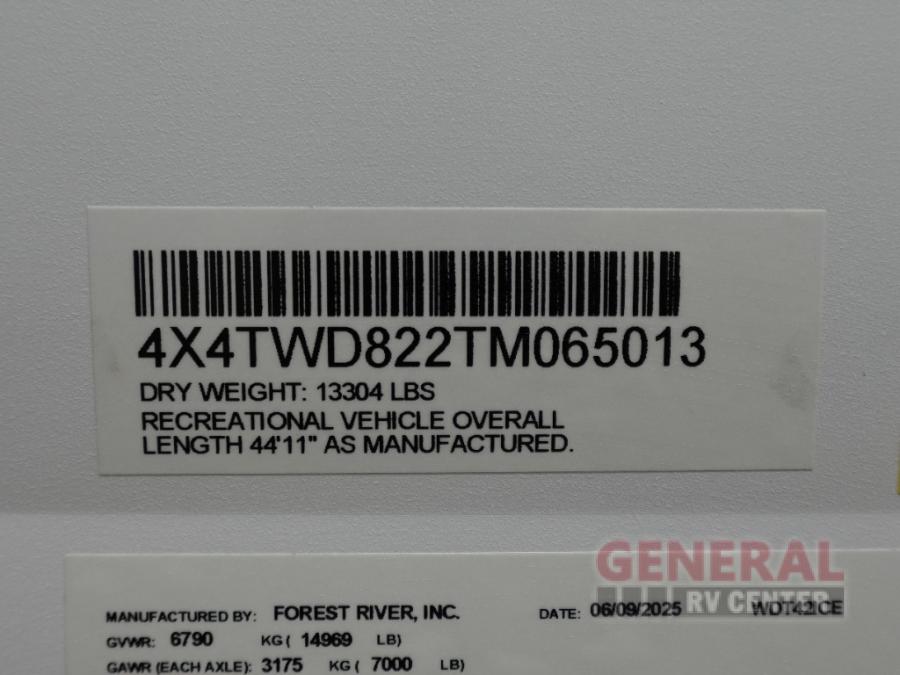 4X4TWD822TM065013
DRY WEIGHT: 13304 LBS
RECREATIONAL VEHICLE OVERALL
LENGTH 44'11" AS MANUFACTURED.
GENERAL
RV CENTER
MANUFACTURED BY: FOREST RIVER, INC. DATE: 06/09/2025 WDT42ICE
GVWR: 6790 KG ( 14969 LB)
GAWR (EACH AXLE): 3175 KG ( 7000 LB)